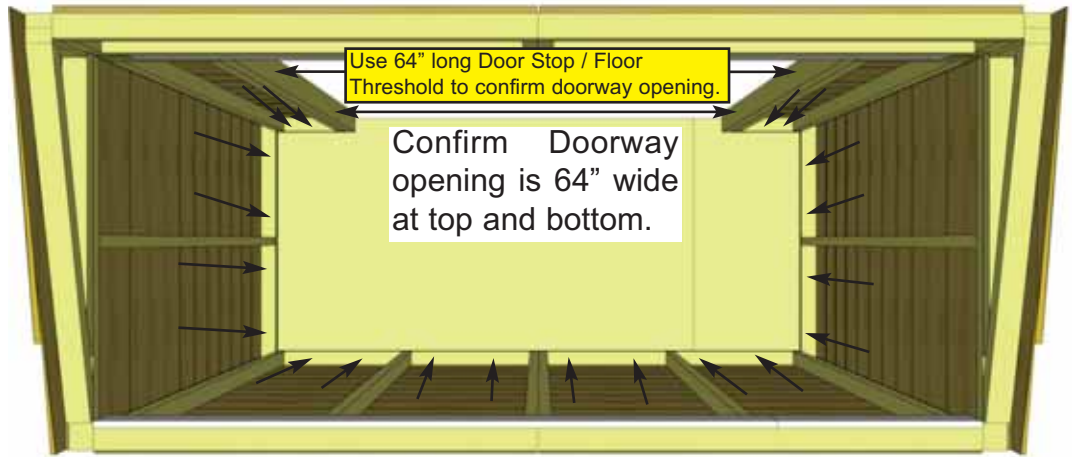 Use 64” long Door Stop / Floor
Threshold to confirm doorway opening.
Confirm Doorway
opening is 64” wide
at top and bottom.